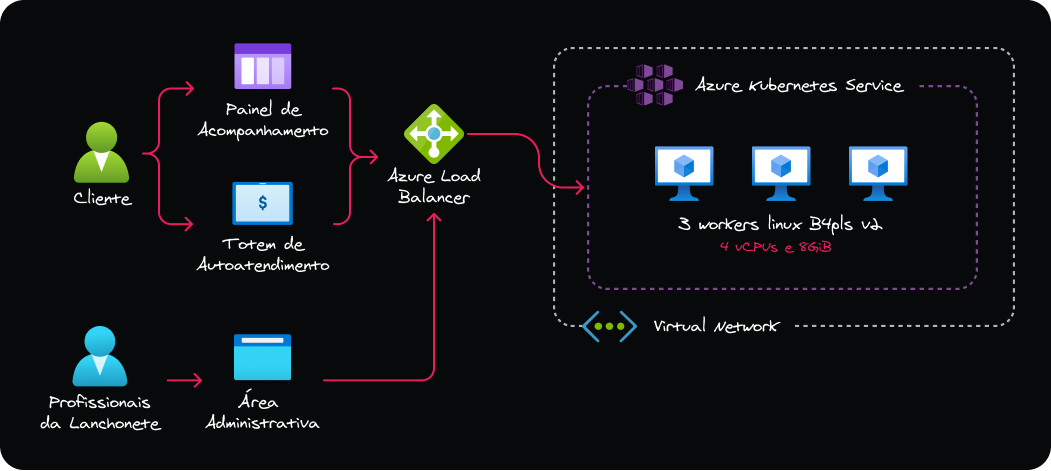 Painel de
Acompanhamento
Cliente
$
Totem de
Autoatendimento
Azure Load
Balancer
Azure Kubernetes Service
3 workers linux B4pls v2
4 vCPUs e 8GiB
Virtual Network
Profissionais
da Lanchonete
Área
Administrativa